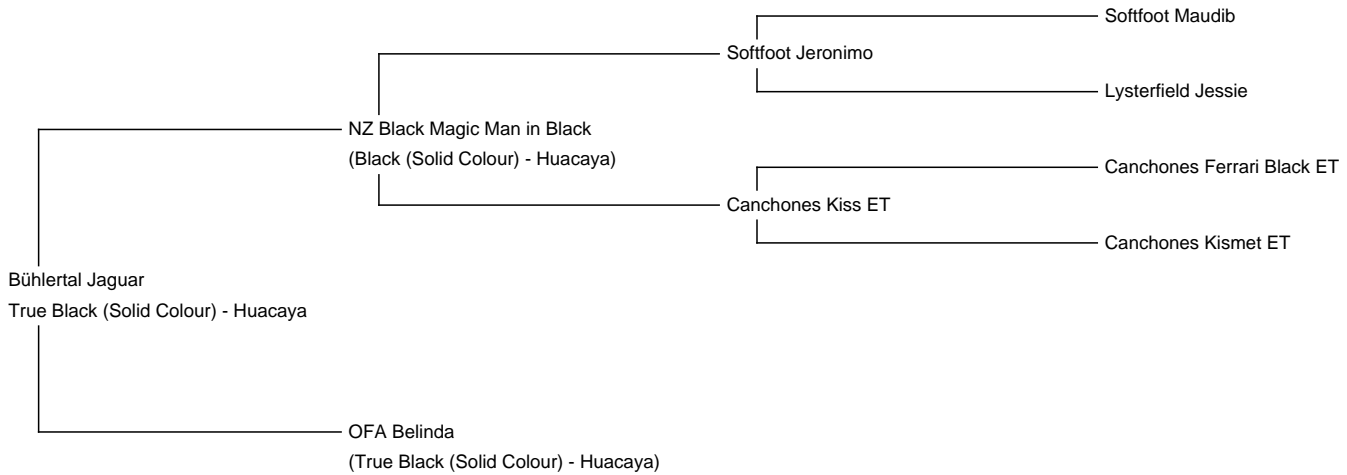 Softfoot Maudib
Softfoot Jeronimo
Lysterfield Jessie
NZ Black Magic Man in Black
(Black (Solid Colour) - Huacaya)
Canchones Ferrari Black ET
Canchones Kiss ET
Canchones Kismet ET
Bühlertal Jaguar
True Black (Solid Colour) - Huacaya
OFA Belinda
(True Black (Solid Colour) - Huacaya)